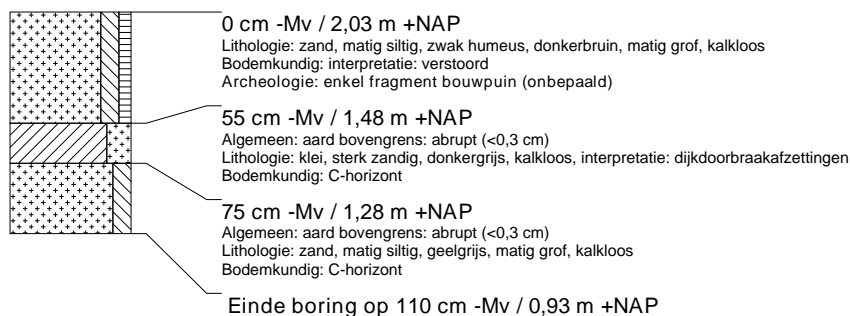 0 cm -Mv / 2,03 m +NAP
Lithologie: zand, matig siltig, zwak humeus, donkerbruin, matig grof, kalkloos
Bodemkundig: interpretatie: verstoord
Archeologie: enkel fragment bouwpuin (onbepaald)
55 cm -Mv / 1,48 m +NAP
Algemeen: aard bovengrens: abrupt (<0,3 cm)
Lithologie: klei, sterk zandig, donkergrijs, kalkloos, interpretatie: dijkdoorbraakafzettingen
Bodemkundig: C-horizont
75 cm -Mv / 1,28 m +NAP
Algemeen: aard bovengrens: abrupt (<0,3 cm)
Lithologie: zand, matig siltig, geelgrijs, matig grof, kalkloos
Bodemkundig: C-horizont
Einde boring op 110 cm -Mv / 0,93 m +NAP